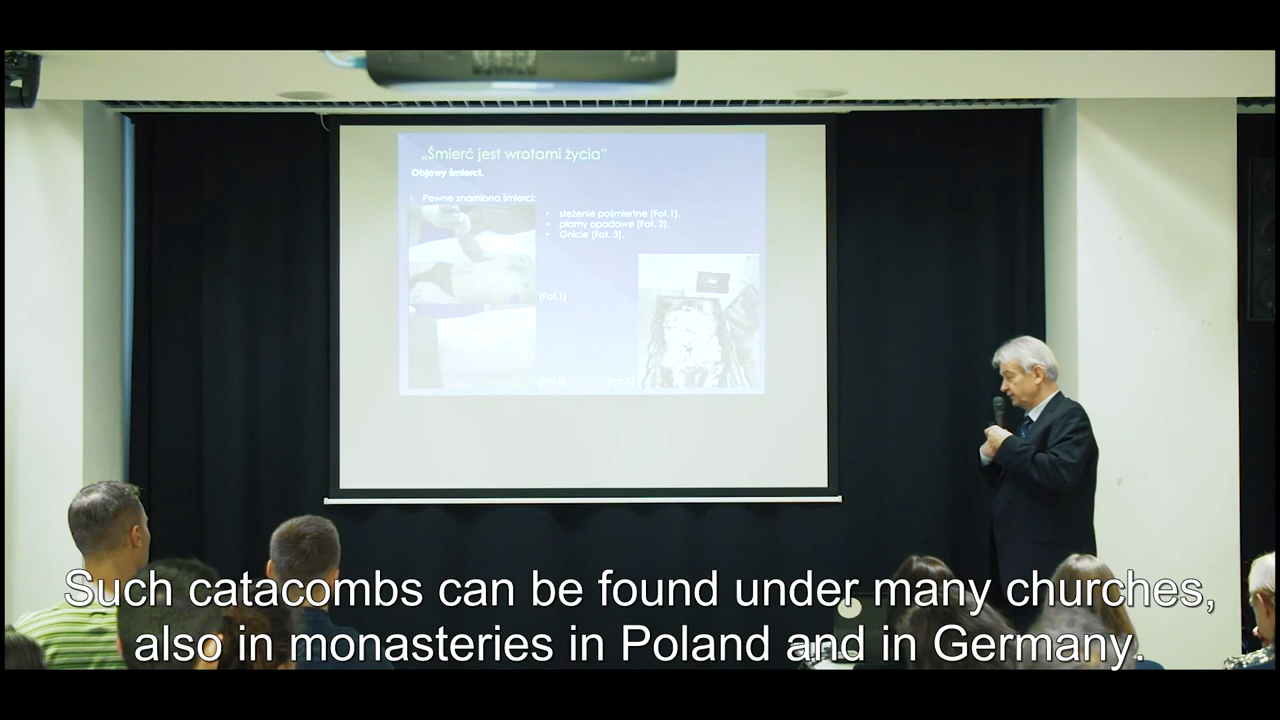 „Śmierć jest wrotami życia"
Objawy śmierci.
Pewne znamiona śmierci:
• stężenie pośmiertne (Fot.1).
• plamy opadowe (Fot. 2).
• Gnicie (Fot. 3).
(Fot.1)
(Fot.2) (Fot.3)
Such catacombs can be found under many churches,
also in monasteries in Poland and in Germany.